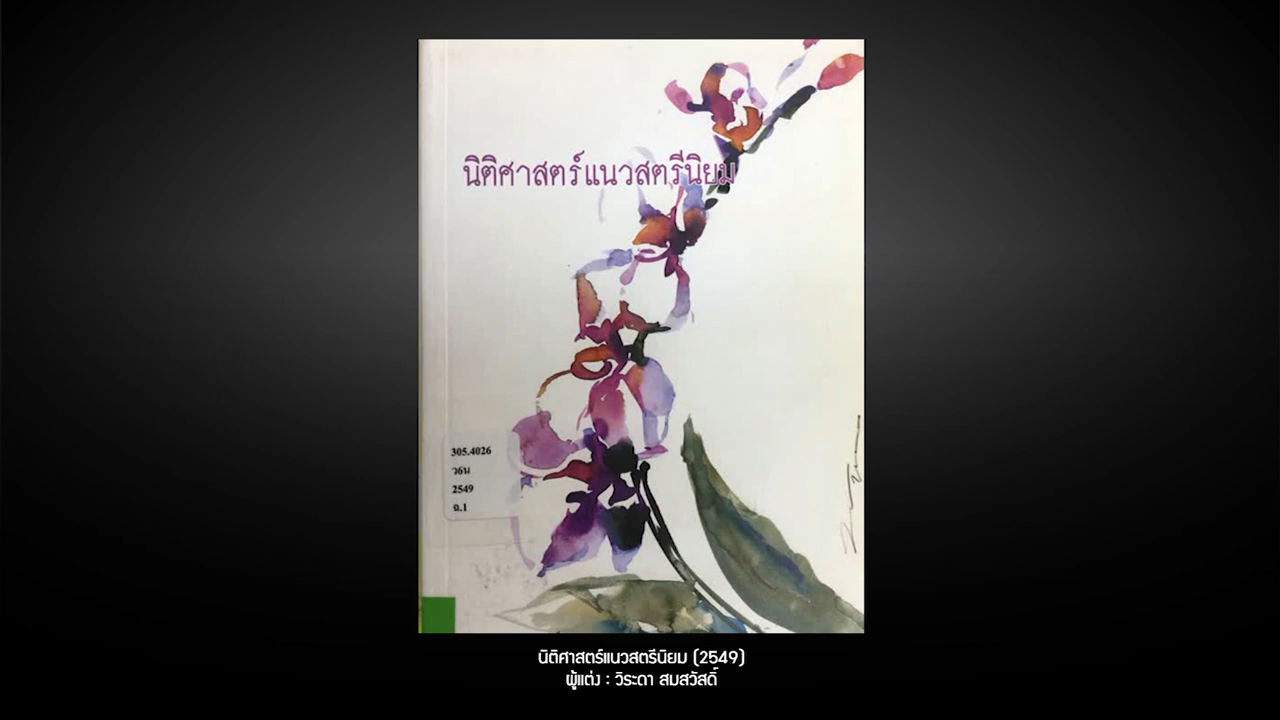 นิติศาสตร์แนวสตรีนิยม
305.4026
ว6น
2549
ฉ.1
นิติศาสตร์แนวสตรีนิยม (2549)
ผู้แต่ง : วิระดา สมสวัสดิ์